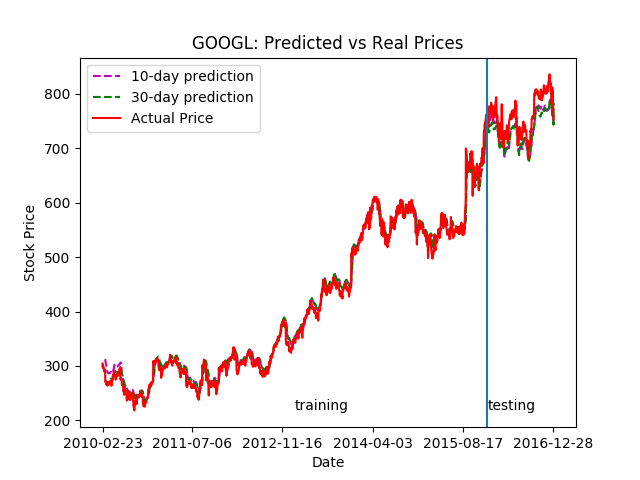 GOOGL: Predicted vs Real Prices
10-day prediction
30-day prediction
Actual Price
Stock Price
800
700
600
500
400
300
200
training
testing
2010-02-23 2011-07-06 2012-11-16 2014-04-03 2015-08-17 2016-12-28
Date